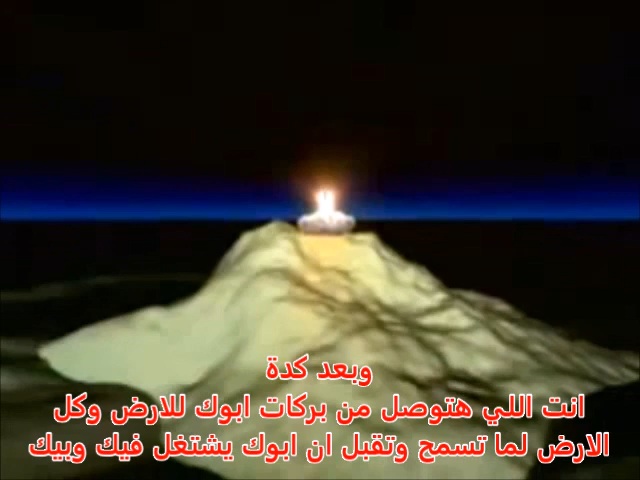 وبعد كدة
انت اللي هتوصل من بركات ابوك للارض وكل
الارض لما تسمح وتقبل ان ابوك يشتغل فيك وبيك